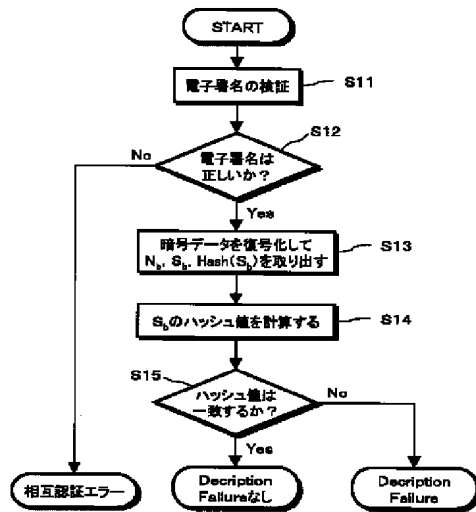 START
電子署名の検証
S11
S12
No
電子署名は
正しいか？
Yes
暗号データを復号化して
Nb, Sb, Hash(Sb)を取り出す
S13
Sbのハッシュ値を計算する
S14
S15
ハッシュ値は
一致するか？
No
Yes
相互認証エラー
Decription
Failureなし
Decription
Failure